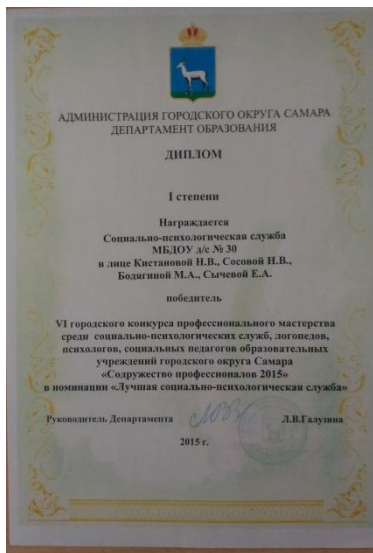 АДМИНИСТРАЦИЯ ГОРОДСКОГО ОКРУГА САМАРА
ДЕПАРТАМЕНТ ОБРАЗОВАНИЯ
ДИПЛОМ
I степени
Награждается
Социально-психологическая служба
МБДОУ д/с № 30
в лице Кистановой Н.В., Сосовой Н.В.,
Бодягиной М.А., Сычевой Е.А.
победитель
VI городского конкурса профессионального мастерства
среди социально-психологических служб, логопедов,
психологов, социальных педагогов образовательных
учреждений городского округа Самара
«Содружество профессионалов 2015»
в номинации «Лучшая социально-психологическая служба»
Руководитель Департамента Л.В.Галузина
2015 г.